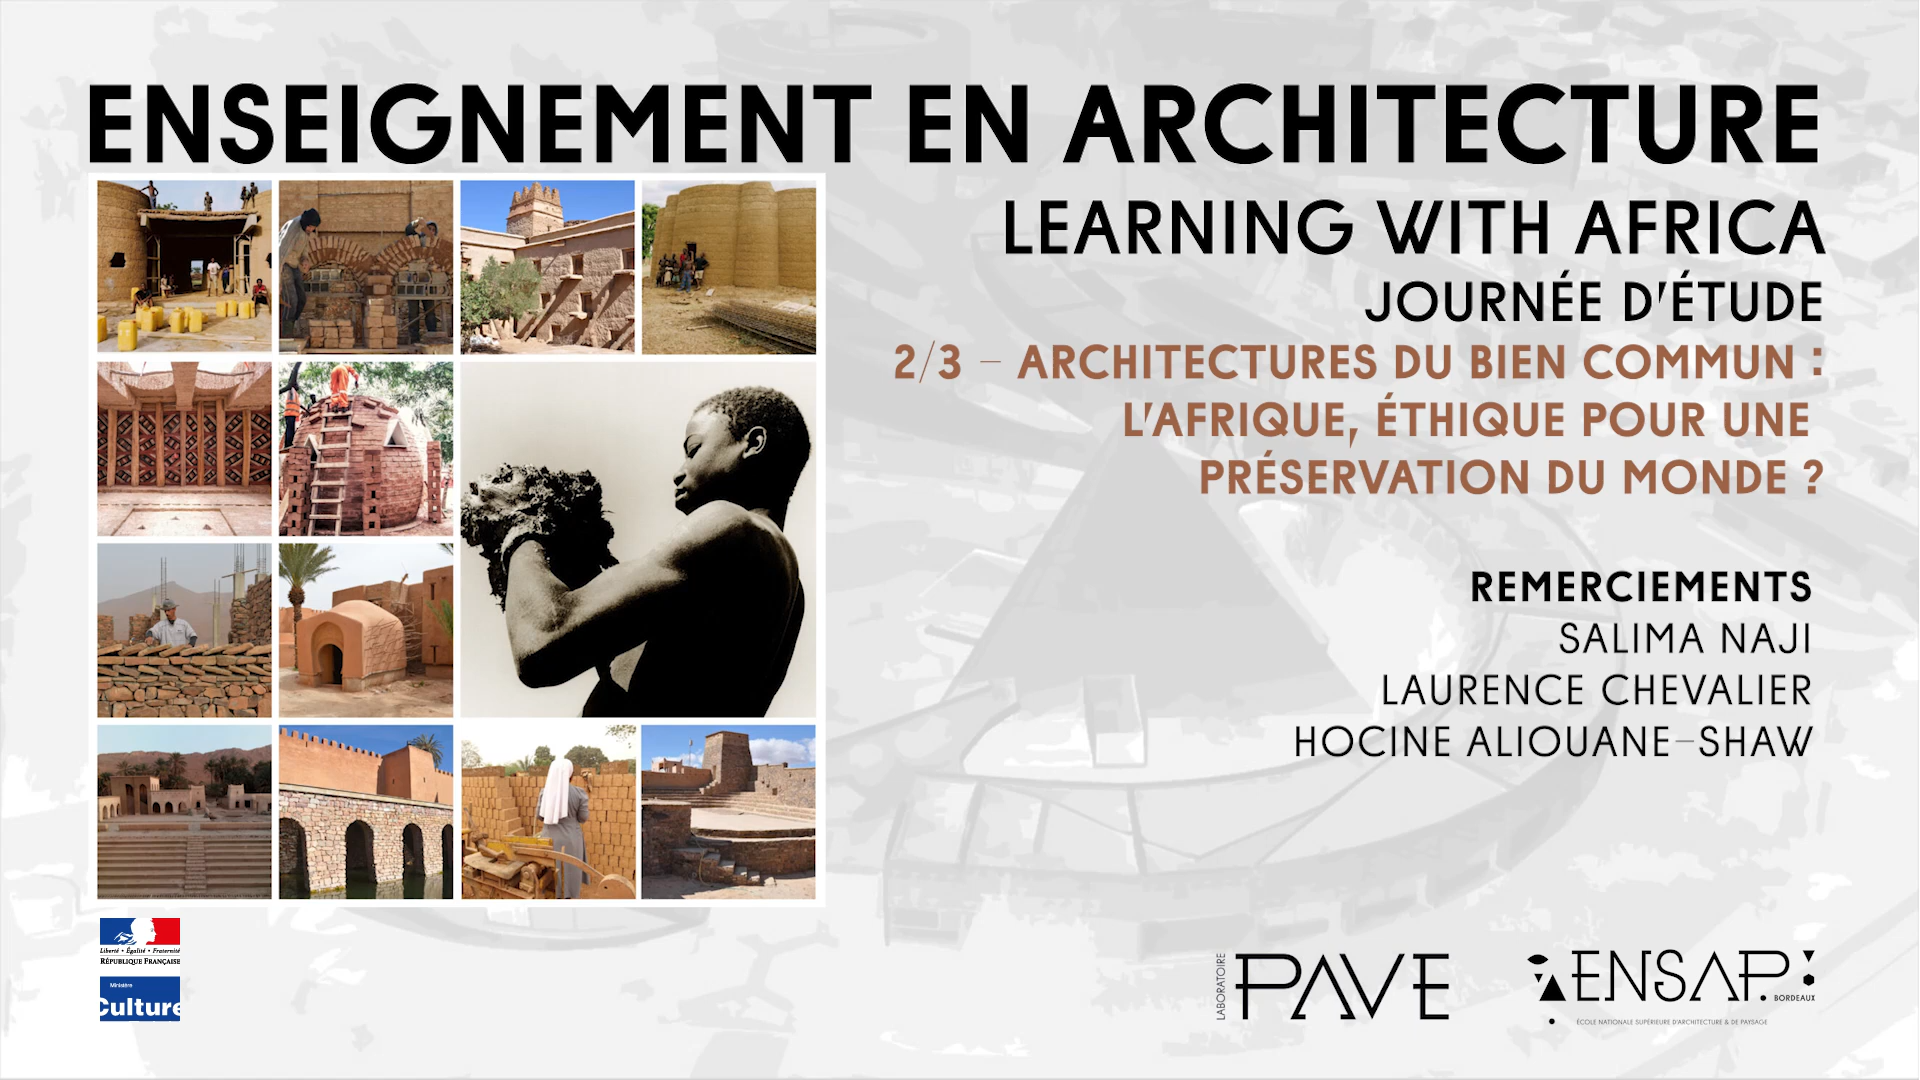 ENSEIGNEMENT EN ARCHITECTURE
LEARNING WITH AFRICA
JOURNÉE D'ÉTUDE
2/3 – ARCHITECTURES DU BIEN COMMUN :
L'AFRIQUE, ÉTHIQUE POUR UNE
PRÉSERVATION DU MONDE ?
REMERCIEMENTS
SALIMA NAJI
LAURENCE CHEVALIER
HOCINE ALIOUANE–SHAW
Liberté • Égalité • Fraternité
RÉPUBLIQUE FRANÇAISE
Ministère
Culture
LABORATOIRE
PAVE
ENSAP
BORDEAUX
ÉCOLE NATIONALE SUPÉRIEURE D'ARCHITECTURE & DE PAYSAGE